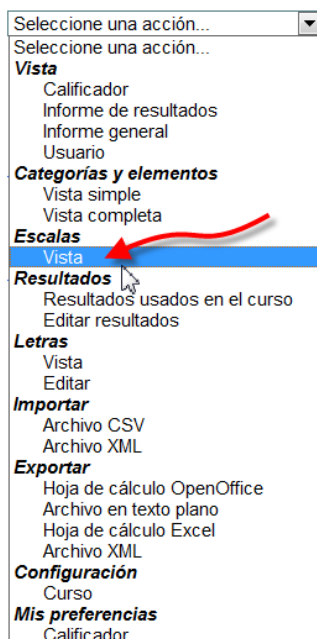 Seleccione una acción...
Seleccione una acción...
Vista
Calificador
Informe de resultados
Informe general
Usuario
Categorías y elementos
Vista simple
Vista completa
Escalas
Vista
Resultados
Resultados usados en el curso
Editar resultados
Letras
Vista
Editar
Importar
Archivo CSV
Archivo XML
Exportar
Hoja de cálculo OpenOffice
Archivo en texto plano
Hoja de cálculo Excel
Archivo XML
Configuración
Curso
Mis preferencias
Calificador